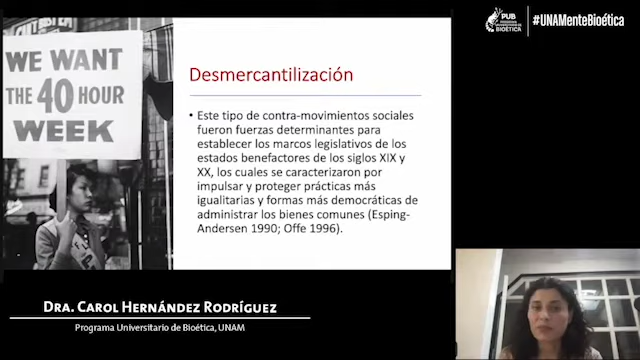 WE WANT
THE 40 HOUR
WEEK
Desmercantilización
• Este tipo de contra-movimientos sociales
fueron fuerzas determinantes para
establecer los marcos legislativos de los
estados benefactores de los siglos XIX y
XX, los cuales se caracterizaron por
impulsar y proteger prácticas más
igualitarias y formas más democráticas de
administrar los bienes comunes (Esping-
Andersen 1990; Offe 1996).
PUB
BIOÉTICA
#UNAMenteBioética
DRA. CAROL HERNÁNDEZ RODRÍGUEZ
Programa Universitario de Bioética, UNAM